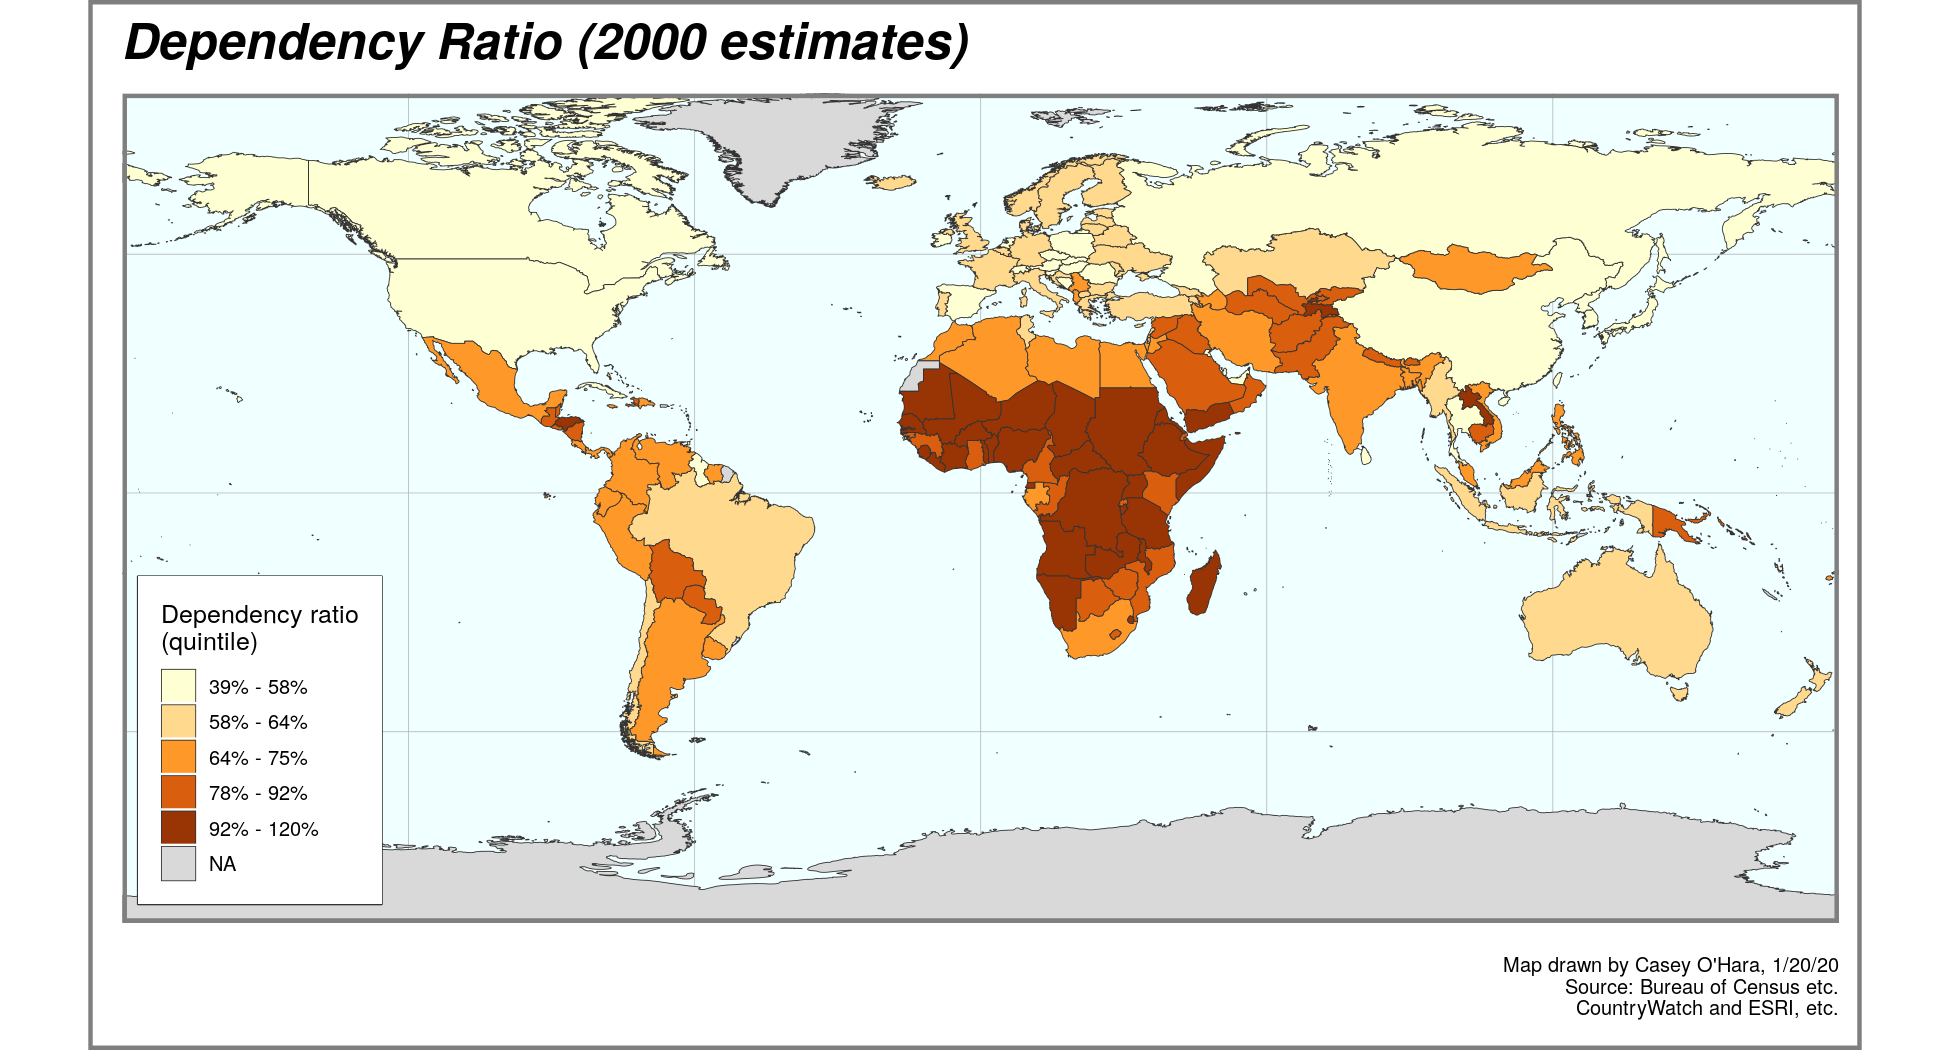 Dependency Ratio (2000 estimates)
Dependency ratio
(quintile)
39% - 58%
58% - 64%
64% - 75%
78% - 92%
92% - 120%
NA
Map drawn by Casey O'Hara, 1/20/20
Source: Bureau of Census etc.
CountryWatch and ESRI, etc.